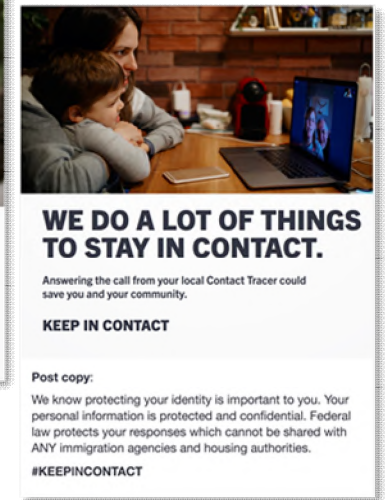 WE DO A LOT OF THINGS
TO STAY IN CONTACT.
Answering the call from your local Contact Tracer could
save you and your community.
KEEP IN CONTACT
Post copy:
We know protecting your identity is important to you. Your
personal information is protected and confidential. Federal
law protects your responses which cannot be shared with
ANY immigration agencies and housing authorities.
#KEEPINCONTACT